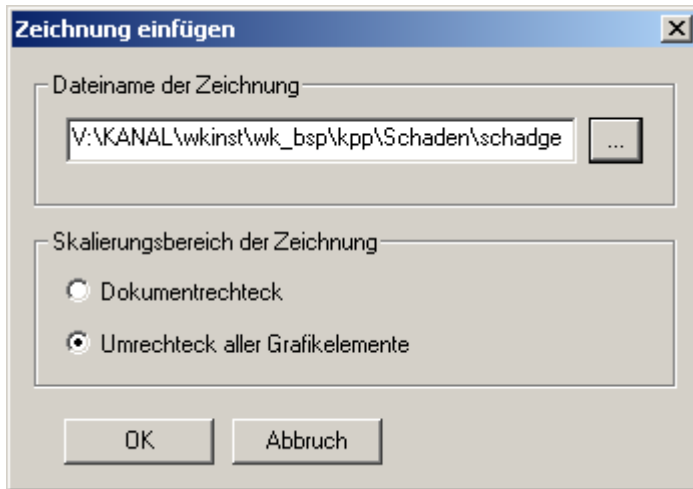 Zeichnung einfügen
Dateiname der Zeichnung
V:\KANAL\wkinst\wk_bsp\kpp\Schaden\schadge
...
Skalierungsbereich der Zeichnung
Dokumentrechteck
Umrechteck aller Grafikelemente
OK Abbruch